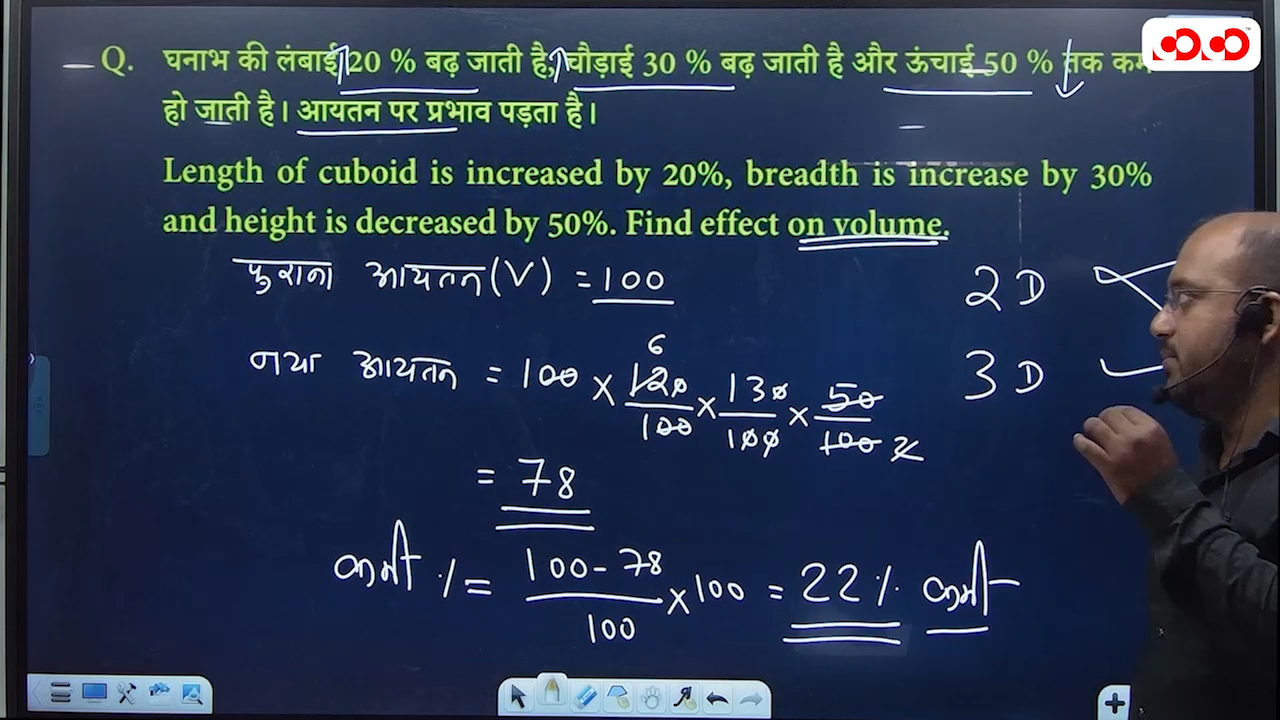 Q. घनाभ की लंबाई 20 % बढ़ जाती है, चौड़ाई 30 % बढ़ जाती है और ऊंचाई 50 % तक कम
हो जाती है। आयतन पर प्रभाव पड़ता है।
Length of cuboid is increased by 20%, breadth is increase by 30%
and height is decreased by 50%. Find effect on volume.
पुराना आयतन (V) = 100
2D
नया आयतन = 100 × 120/100 × 130/100 × 50/100
6
2
3D
= 78
कमी % = 100 - 78/100 × 100 = 22% कमी